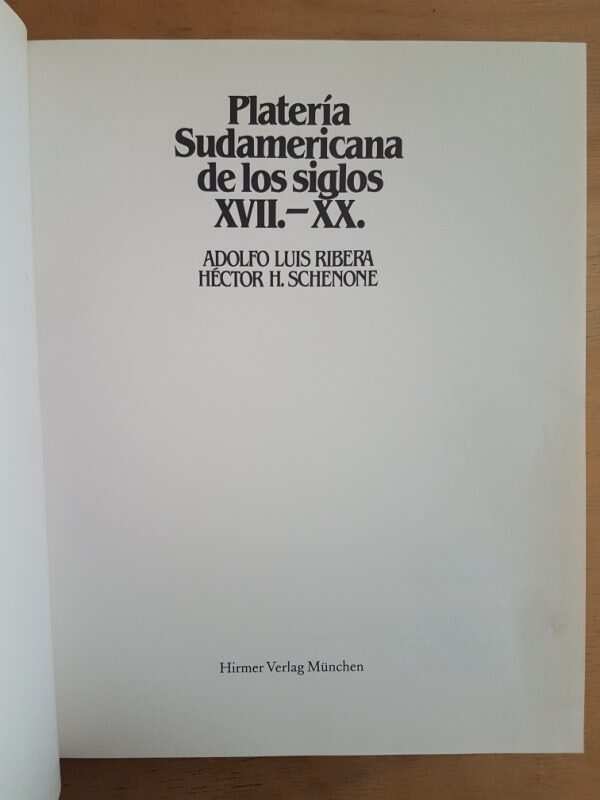 Platería
Sudamericana
de los siglos
XVII.—XX.
ADOLFO LUIS RIBERA
HÉCTOR H. SCHENONE
Hirmer Verlag München